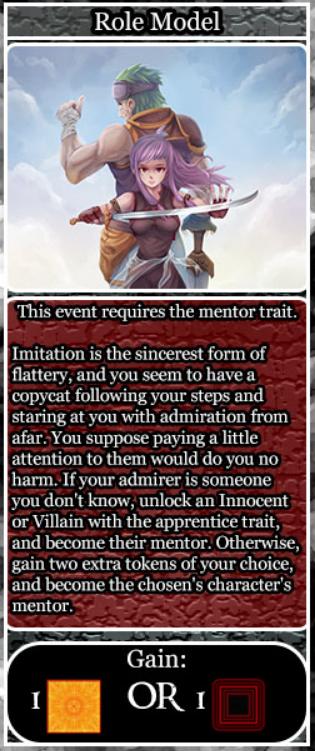 Role Model
This event requires the mentor trait.
Imitation is the sincerest form of
flattery, and you seem to have a
copycat following your steps and
staring at you with admiration from
afar. You suppose paying a little
attention to them would do you no
harm. If your admirer is someone
you don't know, unlock an Innocent
or Villain with the apprentice trait,
and become their mentor. Otherwise,
gain two extra tokens of your choice,
and become the chosen's character's
mentor.
Gain:
1 OR 1